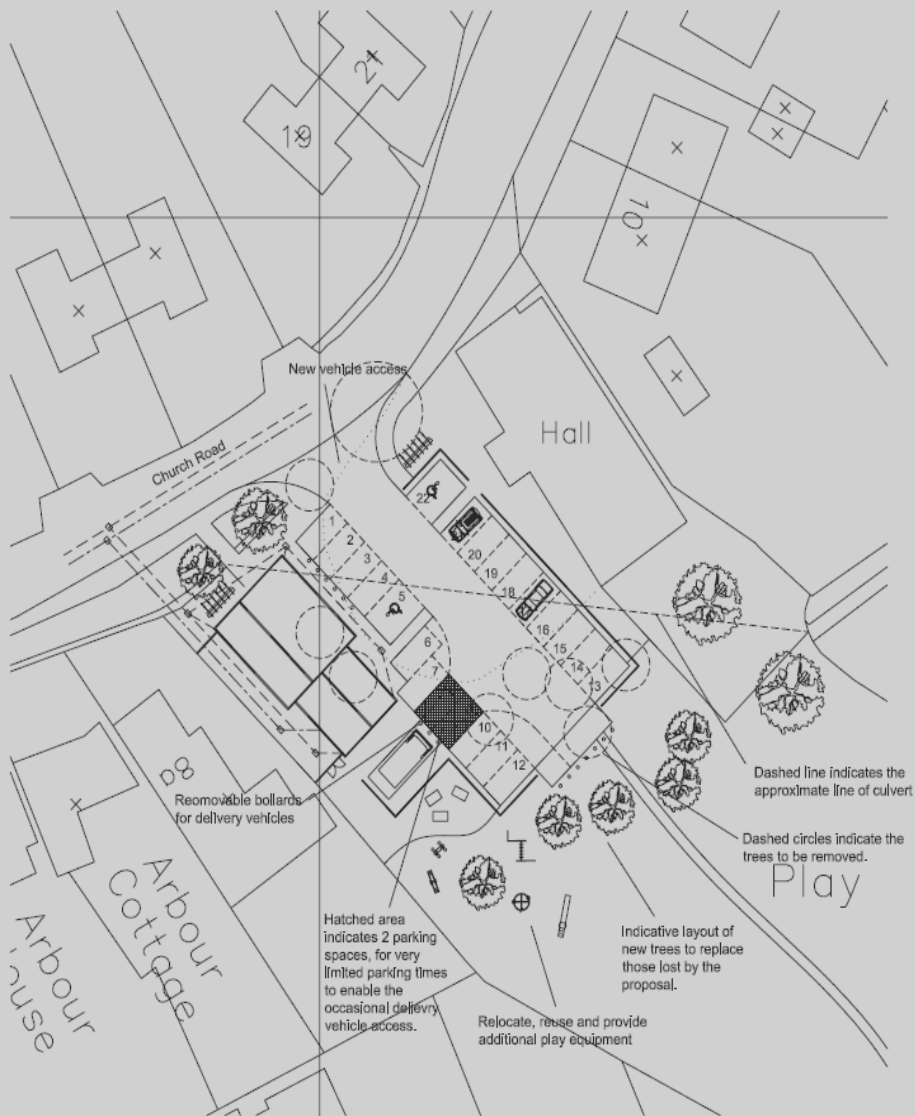 21
19
10
New vehicle access
Hall
Church Road
22
1
2
3
4
5
6
7
20
19
18
16
15
14
13
10
11
12
Dashed line indicates the
approximate line of culvert
Reomovable bollards
for delivery vehicles
28
Dashed circles indicate the
trees to be removed.
Play
Arbour
Cottage
Arbour
ouse
Hatched area
indicates 2 parking
spaces, for very
limited parking times
to enable the
occasional delievry
vehicle access.
Indicative layout of
new trees to replace
those lost by the
proposal.
Relocate, reuse and provide
additional play equipment